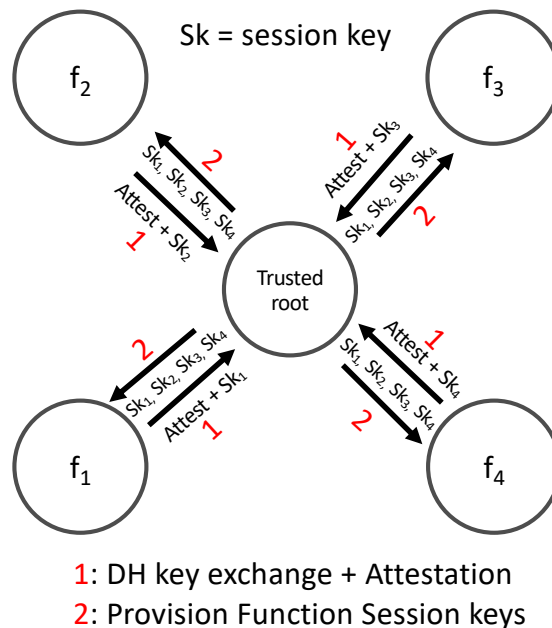 Sk = session key
f2
f3
2
Sk1, Sk2, Sk3, Sk4
Attest + Sk2
1
1
Attest + Sk3
Sk1, Sk2, Sk3, Sk4
2
Trusted
root
2
Sk1, Sk2, Sk3, Sk4
Attest + Sk1
1
1
Attest + Sk4
Sk1, Sk2, Sk3, Sk4
2
f1
f4
1: DH key exchange + Attestation
2: Provision Function Session keys